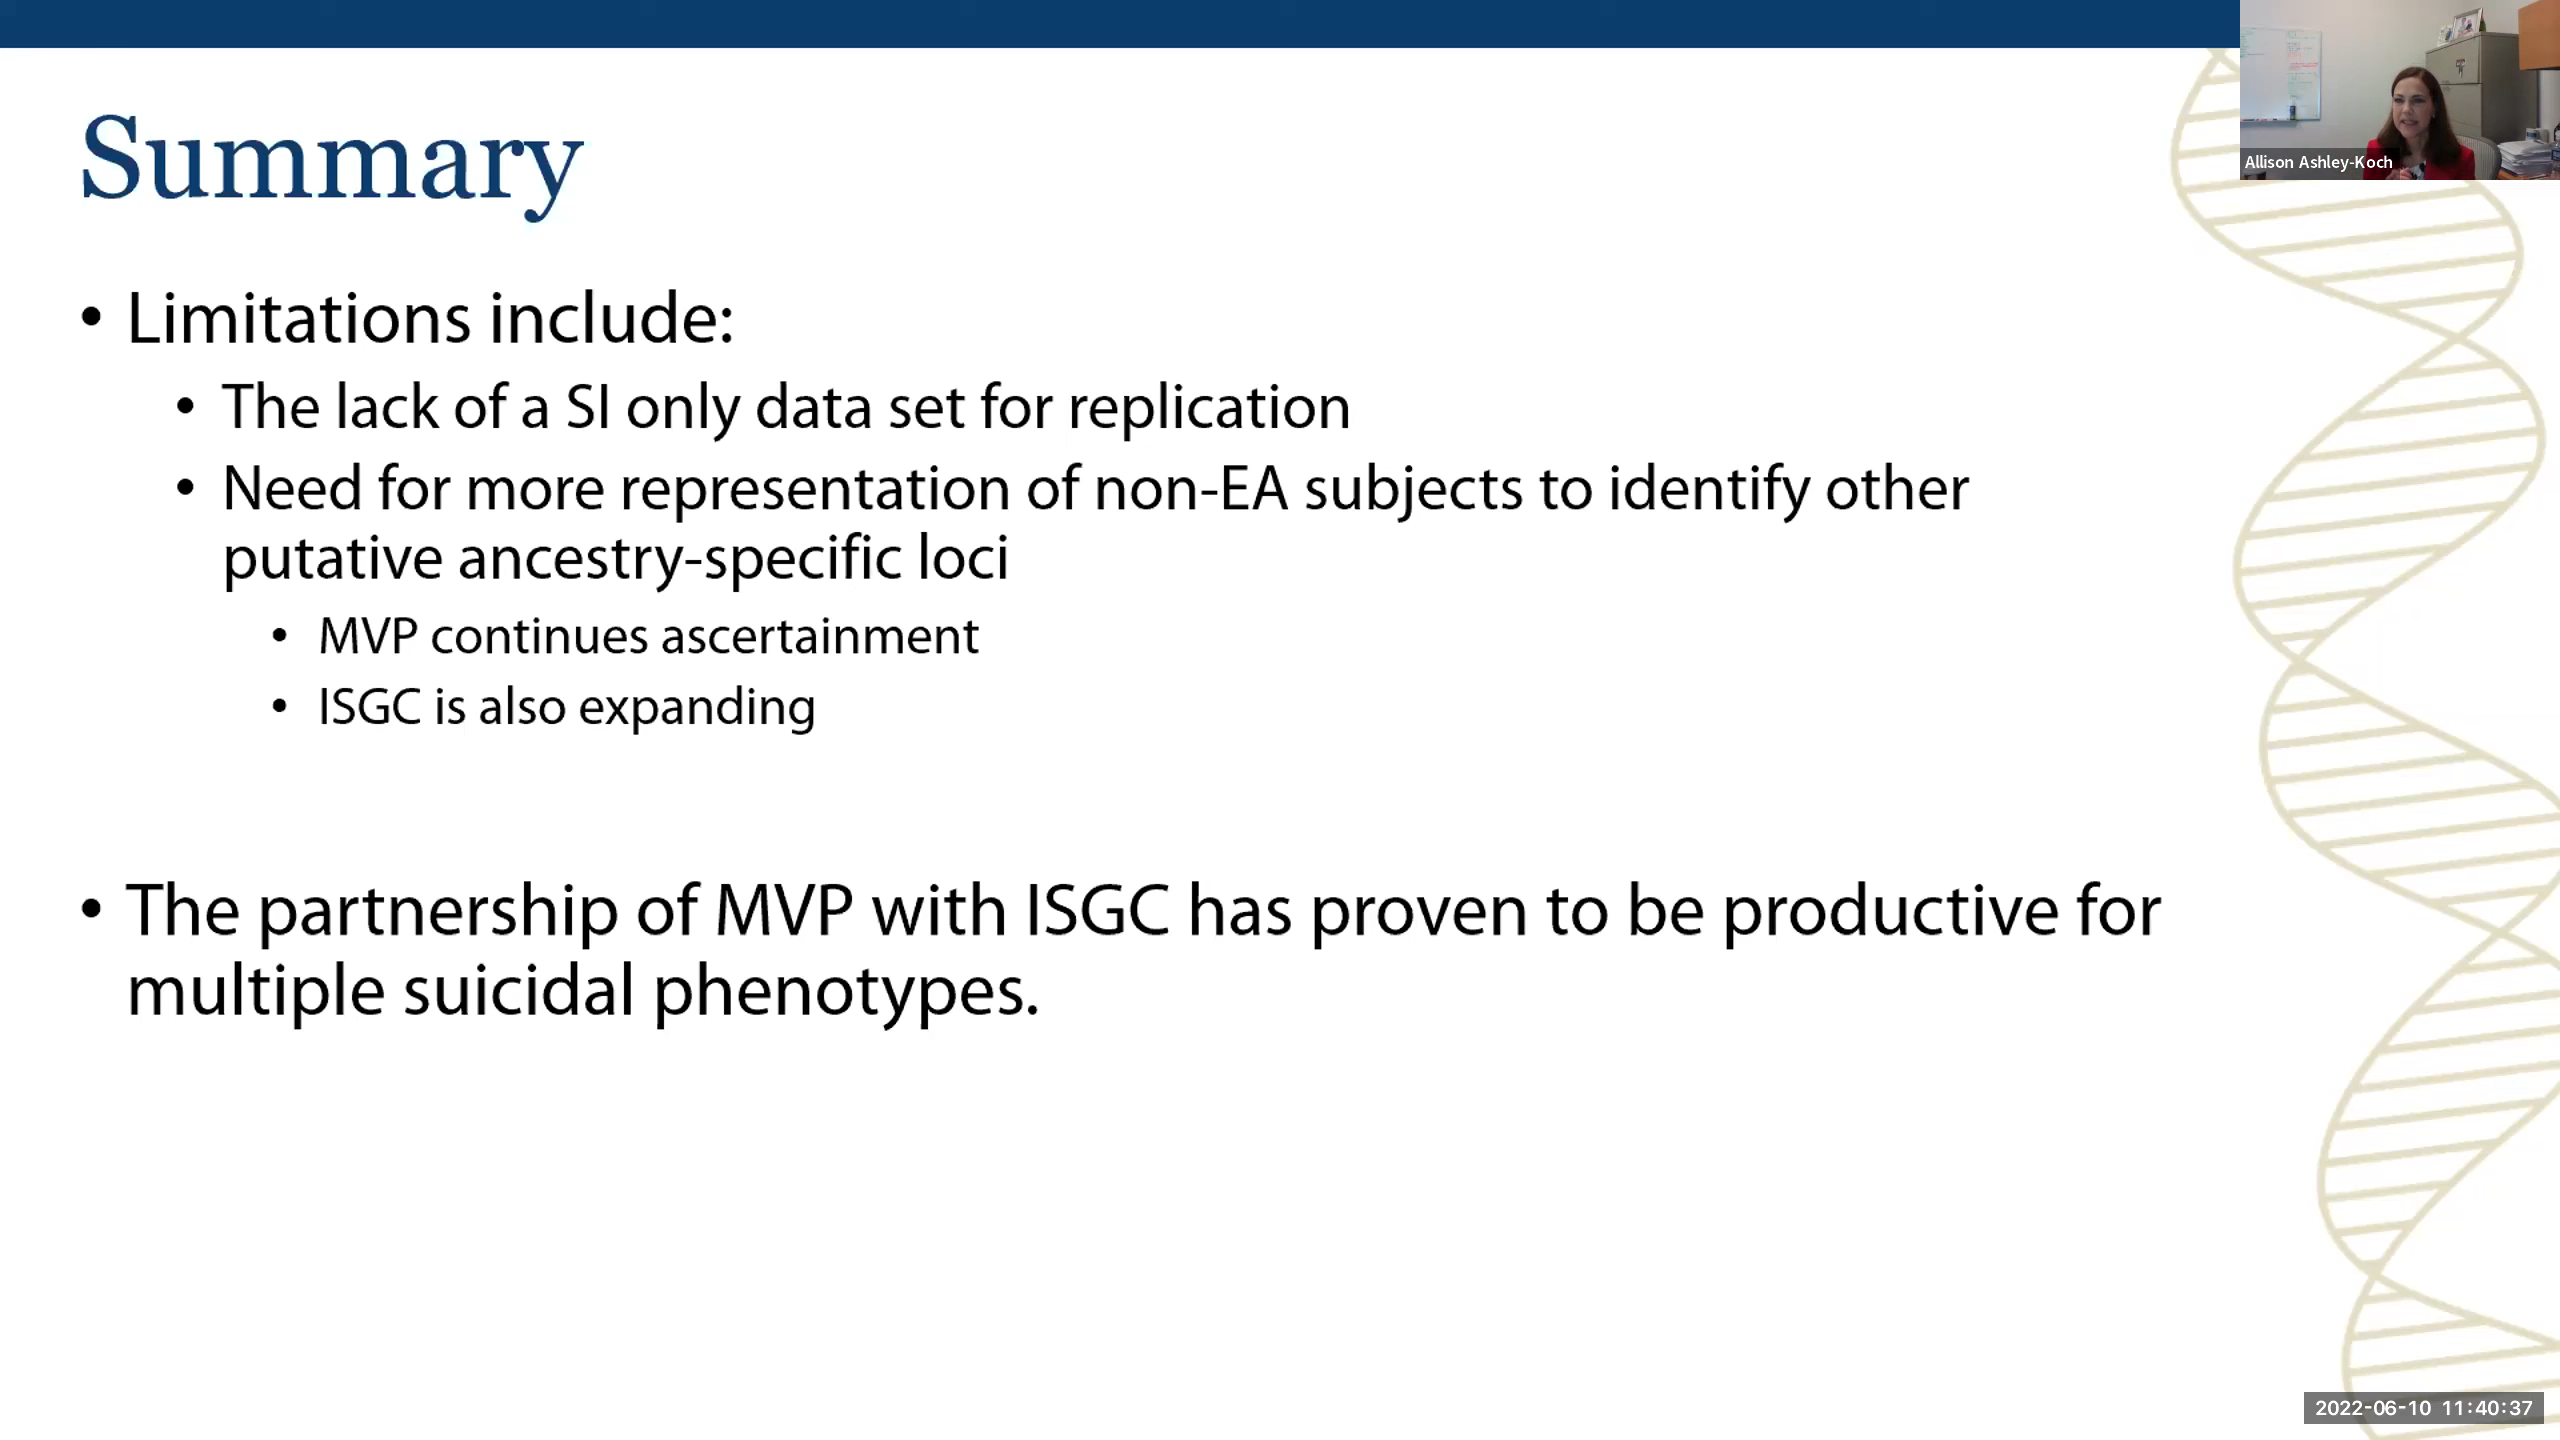 Summary
• Limitations include:
• The lack of a SI only data set for replication
• Need for more representation of non-EA subjects to identify other
putative ancestry-specific loci
• MVP continues ascertainment
• ISGC is also expanding
• The partnership of MVP with ISGC has proven to be productive for
multiple suicidal phenotypes.
Allison Ashley-Koch
2022-06-10 11:40:37